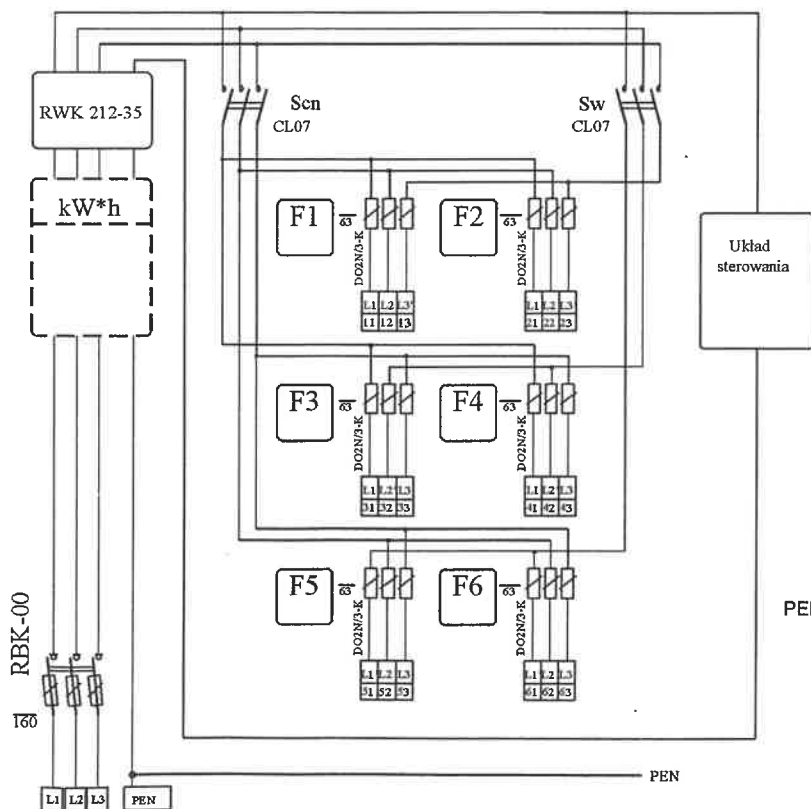 RWK 212-35
Scn
CL07
Sw
CL07
kW*h
F1
63
DO2N/3-K
F2
63
DO2N/3-K
Układ
sterowania
L1 L2 L3'
11 12 13
L1 L2 L3
21 22 23
F3
63
DO2N/3-K
F4
63
DO2N/3-K
L1 L2' L3
31 32 33
L1 L2' L3
41 42 43
F5
63
DO2N/3-K
F6
63
DO2N/3-K
PE
RBK-00
L1' L2 L3
51 52 53
L1' L2 L3
61 62 63
160
PEN
L1 L2 L3
PEN